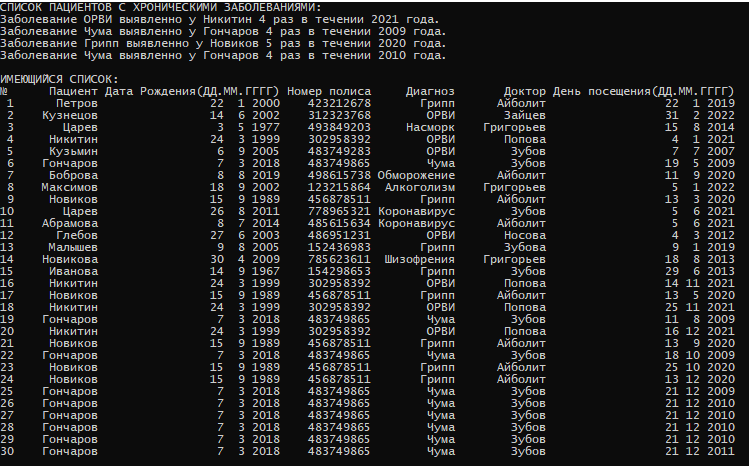 СПИСОК ПАЦИЕНТОВ С ХРОНИЧЕСКИМИ ЗАБОЛЕВАНИЯМИ:
Заболевание ОРВИ выявленно у Никитин 4 раз в течении 2021 года.
Заболевание Чума выявленно у Гончаров 4 раз в течении 2009 года.
Заболевание Грипп выявленно у Новиков 5 раз в течении 2020 года.
Заболевание Чума выявленно у Гончаров 4 раз в течении 2010 года.
ИМЕЮЩИЙСЯ СПИСОК:
№ Пациент Дата Рождения(ДД.ММ.ГГГГ) Номер полиса Диагноз Доктор День посещения(ДД.ММ.ГГГГ)
1 Петров 22 1 2000 423212678 Грипп Айболит 22 1 2019
2 Кузнецов 14 6 2002 312323768 ОРВИ Зайцев 31 2 2022
3 Царев 3 5 1977 493849203 Насморк Григорьев 15 8 2014
4 Никитин 24 3 1999 302958392 ОРВИ Попова 4 1 2021
5 Кузьмин 6 9 2005 483749283 ОРВИ Зубов 7 7 2007
6 Гончаров 7 3 2018 483749865 Чума Зубов 19 5 2009
7 Боброва 8 8 2019 498615738 Обморожение Айболит 11 9 2020
8 Максимов 18 9 2002 123215864 Алкоголизм Григорьев 5 1 2022
9 Новиков 15 9 1989 456878511 Грипп Айболит 13 3 2020
10 Царев 26 8 2011 778965321 Коронавирус Зубов 5 6 2021
11 Абрамова 8 7 2014 485615634 Коронавирус Айболит 5 6 2021
12 Глебов 27 6 2003 486951231 ОРВИ Носова 4 3 2012
13 Малышев 9 8 2005 152436983 Грипп Зубова 9 1 2019
14 Новикова 30 4 2009 785623611 Шизофрения Григорьев 18 8 2013
15 Иванова 14 9 1967 154298653 Грипп Зубов 29 6 2013
16 Никитин 24 3 1999 302958392 ОРВИ Попова 14 11 2021
17 Новиков 15 9 1989 456878511 Грипп Айболит 13 5 2020
18 Никитин 24 3 1999 302958392 ОРВИ Попова 25 11 2021
19 Гончаров 7 3 2018 483749865 Чума Зубов 11 8 2009
20 Никитин 24 3 1999 302958392 ОРВИ Попова 16 12 2021
21 Новиков 15 9 1989 456878511 Грипп Айболит 13 9 2020
22 Гончаров 7 3 2018 483749865 Чума Зубов 18 10 2009
23 Новиков 15 9 1989 456878511 Грипп Айболит 25 10 2020
24 Новиков 15 9 1989 456878511 Грипп Айболит 13 12 2020
25 Гончаров 7 3 2018 483749865 Чума Зубов 21 12 2009
26 Гончаров 7 3 2018 483749865 Чума Зубов 21 12 2010
27 Гончаров 7 3 2018 483749865 Чума Зубов 21 12 2010
28 Гончаров 7 3 2018 483749865 Чума Зубов 21 12 2010
29 Гончаров 7 3 2018 483749865 Чума Зубов 21 12 2010
30 Гончаров 7 3 2018 483749865 Чума Зубов 21 12 2011